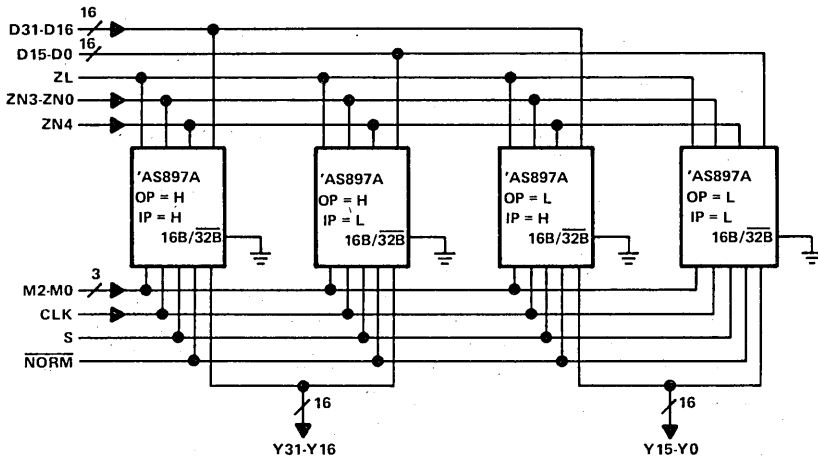 16
D31-D16
16
D15-D0
ZL
ZN3-ZN0
ZN4
'AS897A
OP = H
IP = H
16B/32B
'AS897A
OP = H
IP = L
16B/32B
'AS897A
OP = L
IP = H
16B/32B
'AS897A
OP = L
IP = L
16B/32B
3
M2-M0
CLK
S
NORM
16
Y31-Y16
16
Y15-Y0